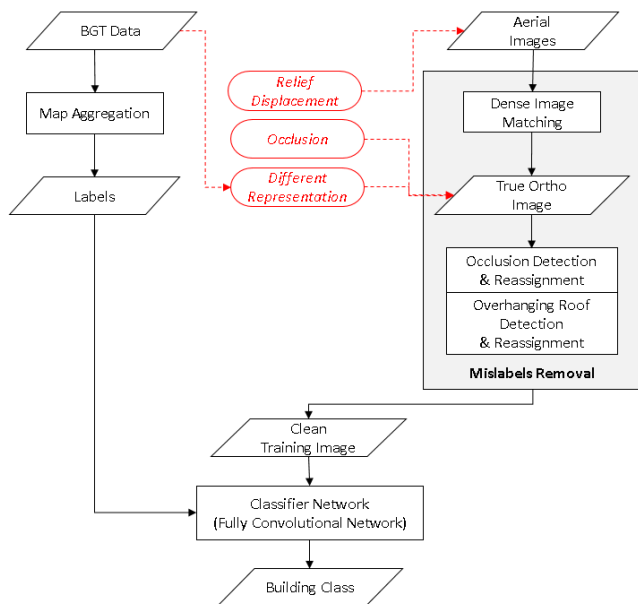 BGT Data
Aerial
Images
Relief
Displacement
Map Aggregation
Dense Image
Matching
Occlusion
Different
Representation
Labels
True Ortho
Image
Occlusion Detection
& Reassignment
Overhanging Roof
Detection
& Reassignment
Mislabels Removal
Clean
Training Image
Classifier Network
(Fully Convolutional Network)
Building Class